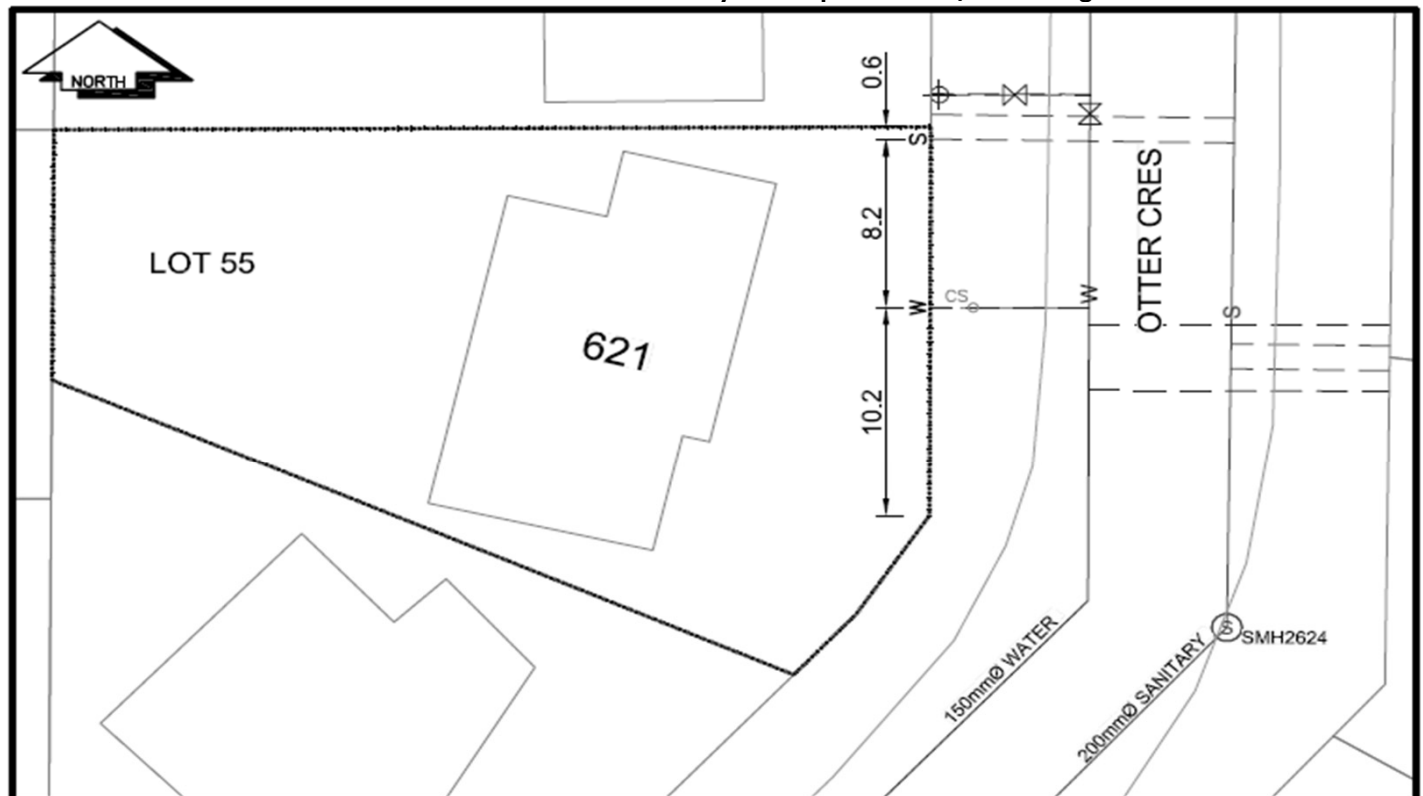 NORTH
0.6
S
8.2
OTTER CRES
LOT 55
CS
W
W
621
S
10.2
150mmØ WATER
200mmØ SANITARY
S
SMH2624